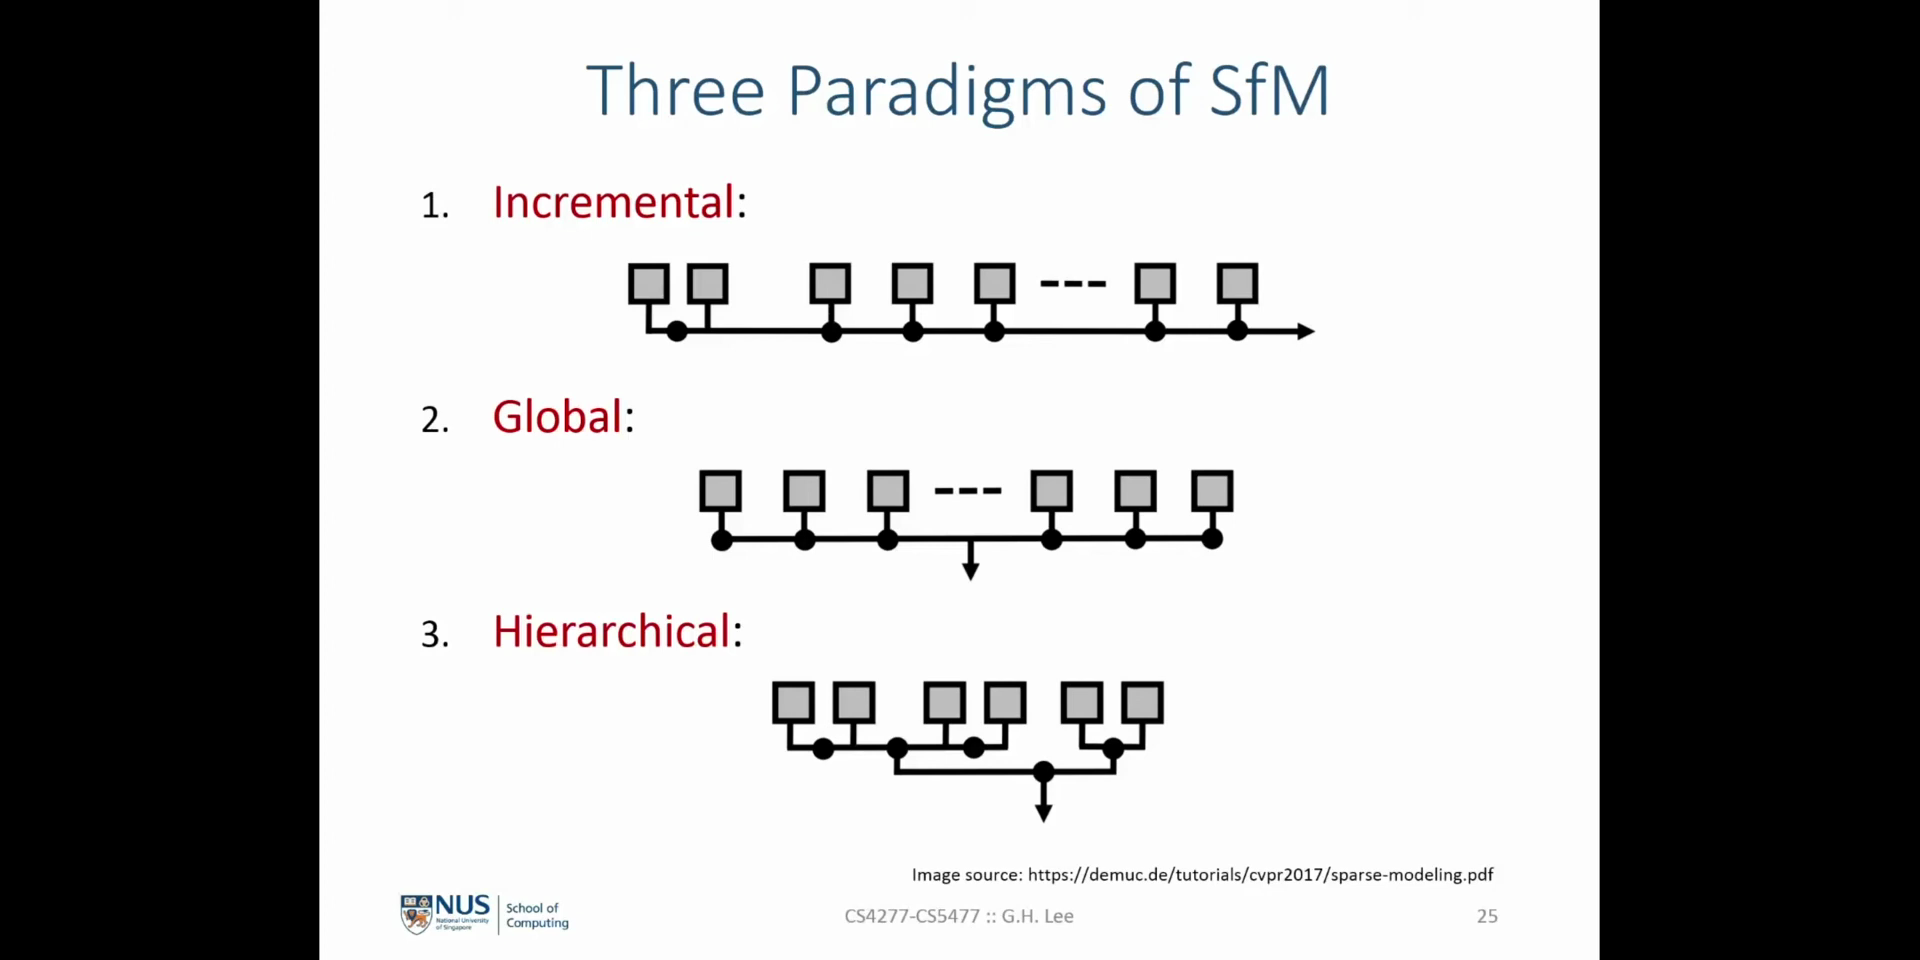 Three Paradigms of SfM
1. Incremental:
2. Global:
3. Hierarchical:
Image source: https://demuc.de/tutorials/cvpr2017/sparse-modeling.pdf
NUS
National University
of Singapore
School of
Computing
CS4277-CS5477 :: G.H. Lee
25